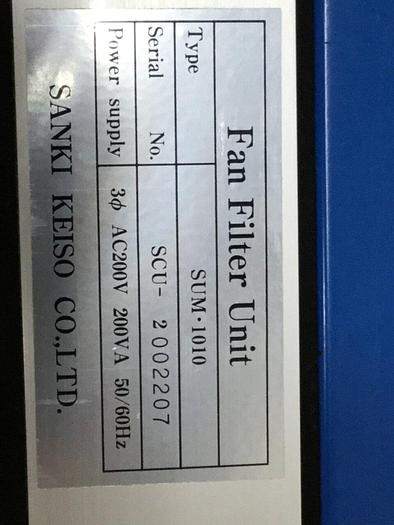 Fan Filter Unit
Type SUM·1010
Serial No. SCU- 2002207
Power supply 3ϕ AC200V 200V.A 50/60Hz
SANKI KEISO CO.,LTD.